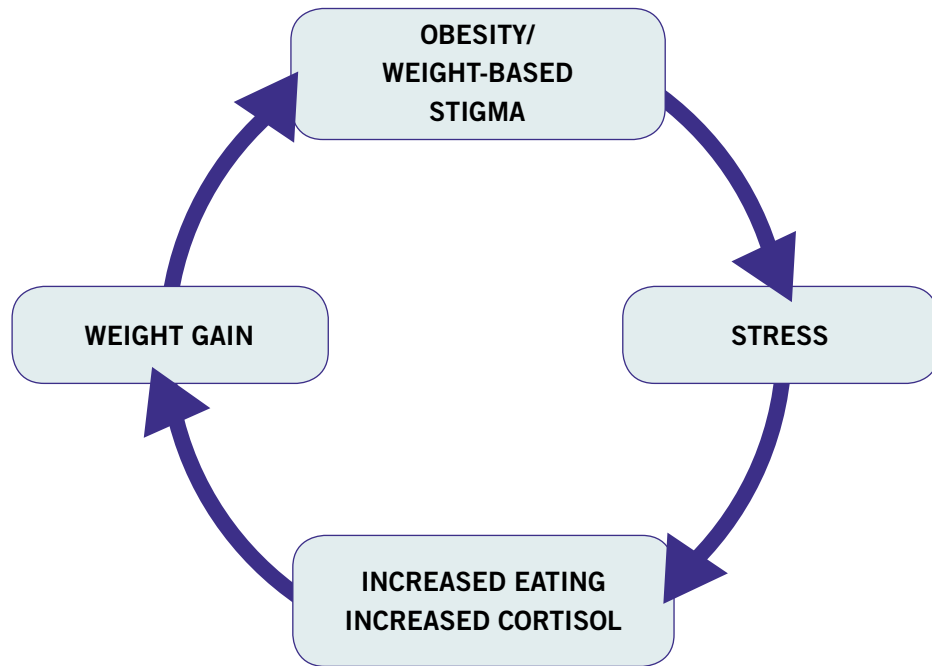 OBESITY/
WEIGHT-BASED
STIGMA
WEIGHT GAIN
STRESS
INCREASED EATING
INCREASED CORTISOL